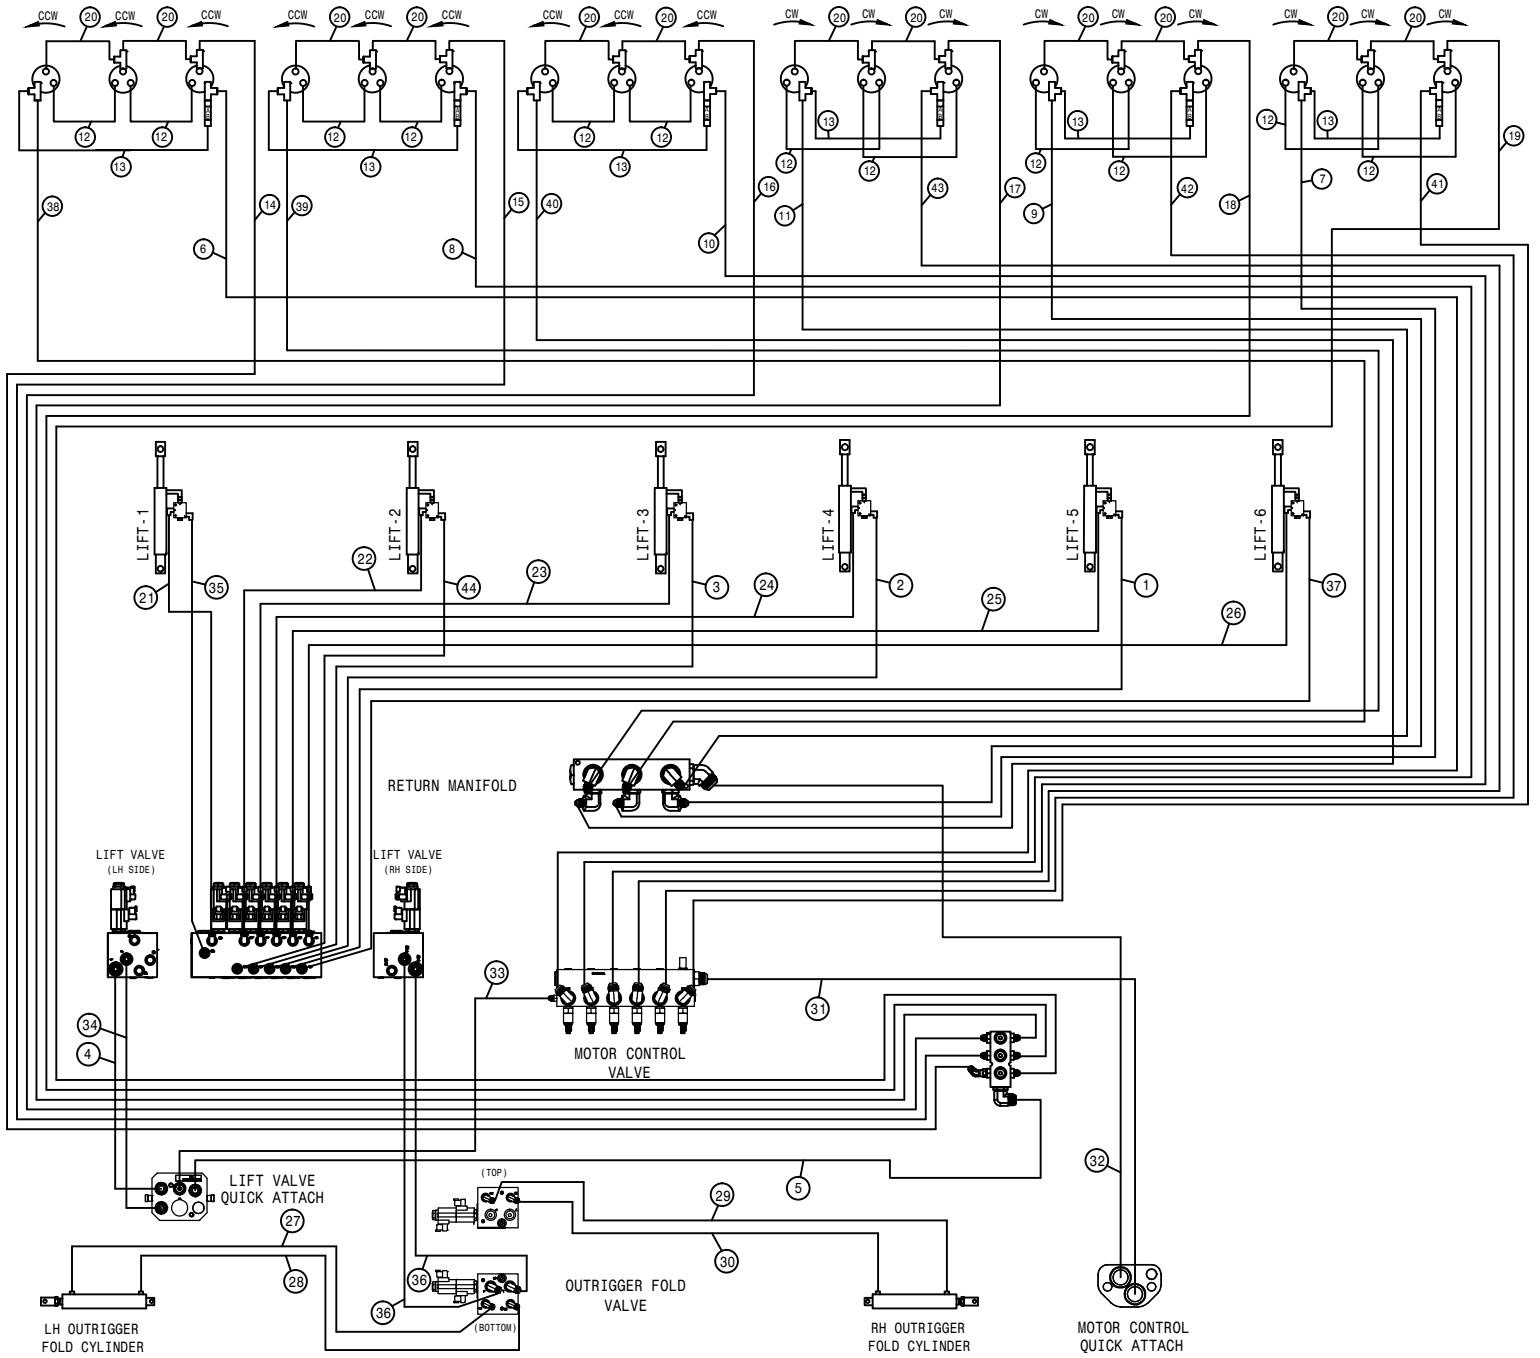 CCW 20 CCW 20 CCW CCW 20 CCW 20 CCW CCW 20 CCW 20 CCW CW 20 CW 20 CW CW 20 CW 20 CW CW 20 CW 20 CW
12 13 12 13
12 12 12 12 12 12
13 13 13
12 12 12 12 12
19
38 14 39 15 40 16 11 43 17 9 42 18 7 41
6 8 10
LIFT-1
LIFT-2
LIFT-3
LIFT-4
LIFT-5
LIFT-6
22 23 24
21 35 44 3 2 25 1 37
26
RETURN MANIFOLD
LIFT VALVE
(LH SIDE)
LIFT VALVE
(RH SIDE)
33
31
34
4
MOTOR CONTROL
VALVE
32
5
LIFT VALVE
QUICK ATTACH
(TOP)
29
27
30
28
36
36
OUTRIGGER FOLD
VALVE
(BOTTOM)
LH OUTRIGGER
FOLD CYLINDER
RH OUTRIGGER
FOLD CYLINDER
MOTOR CONTROL
QUICK ATTACH